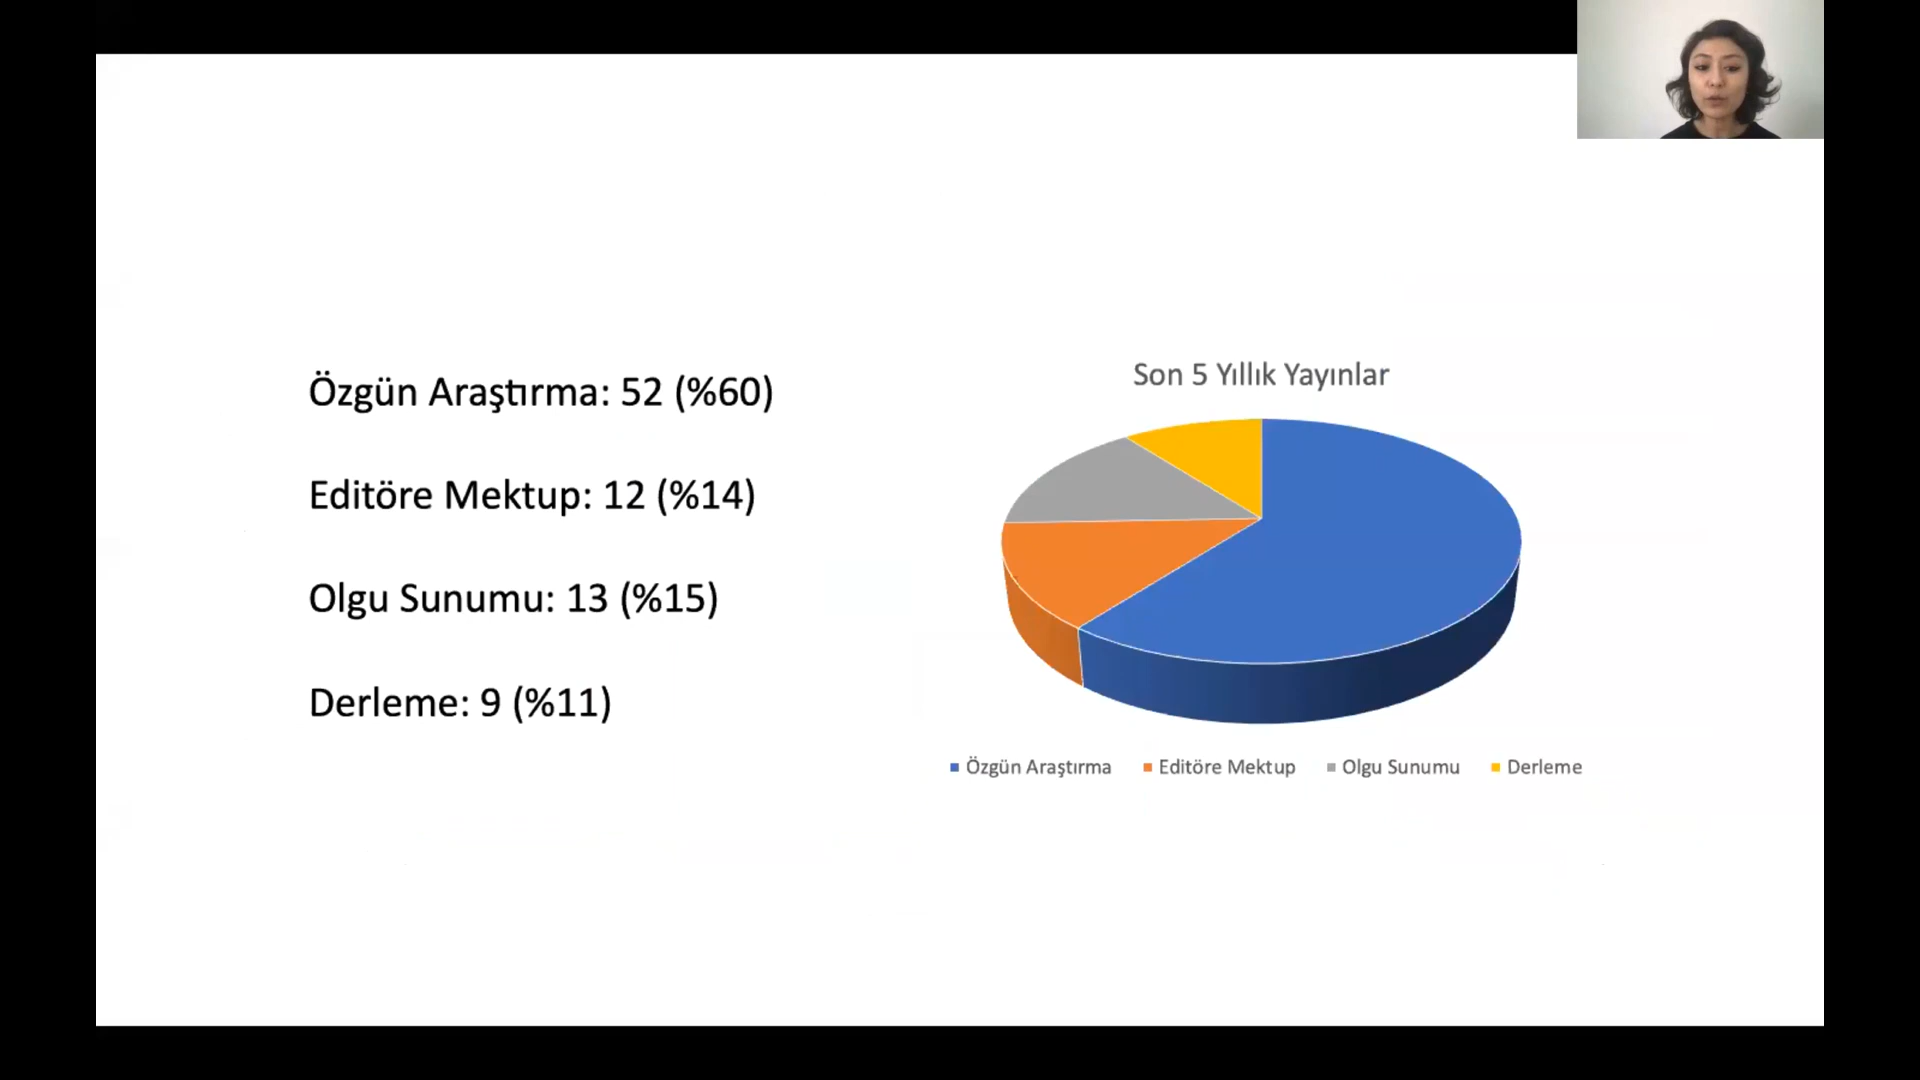 Özgün Araştırma: 52 (%60)
Editöre Mektup: 12 (%14)
Olgu Sunumu: 13 (%15)
Derleme: 9 (%11)
Son 5 Yıllık Yayınlar
Özgün Araştırma Editöre Mektup Olgu Sunumu Derleme